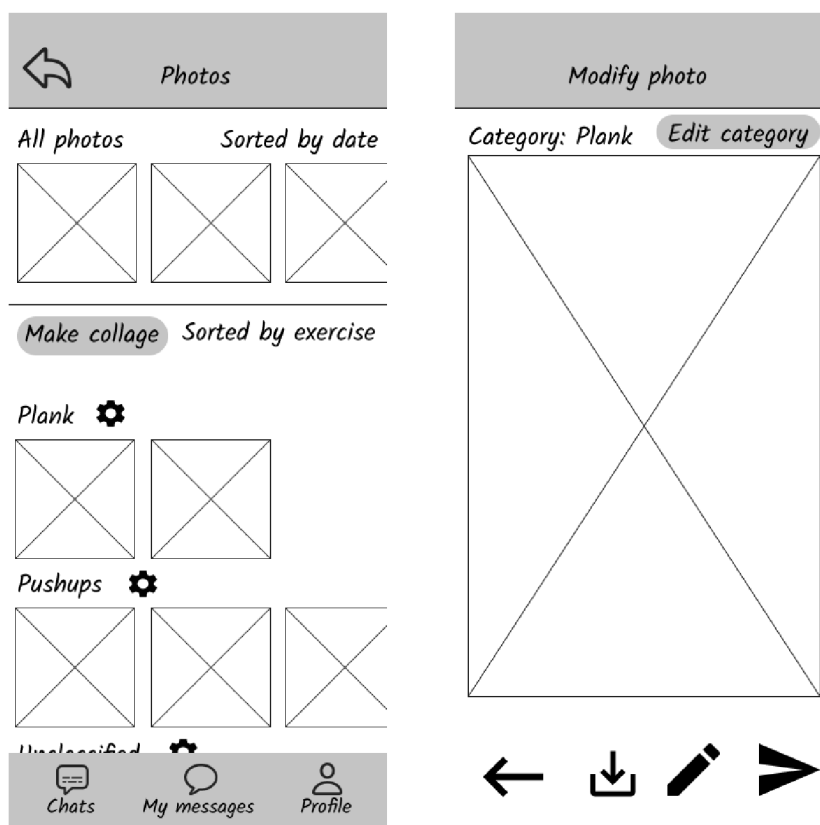 Photos
All photos
Sorted by date
Make collage
Sorted by exercise
Plank
Pushups
Unclassified
Chats
My messages
Profile
Modify photo
Category: Plank
Edit category